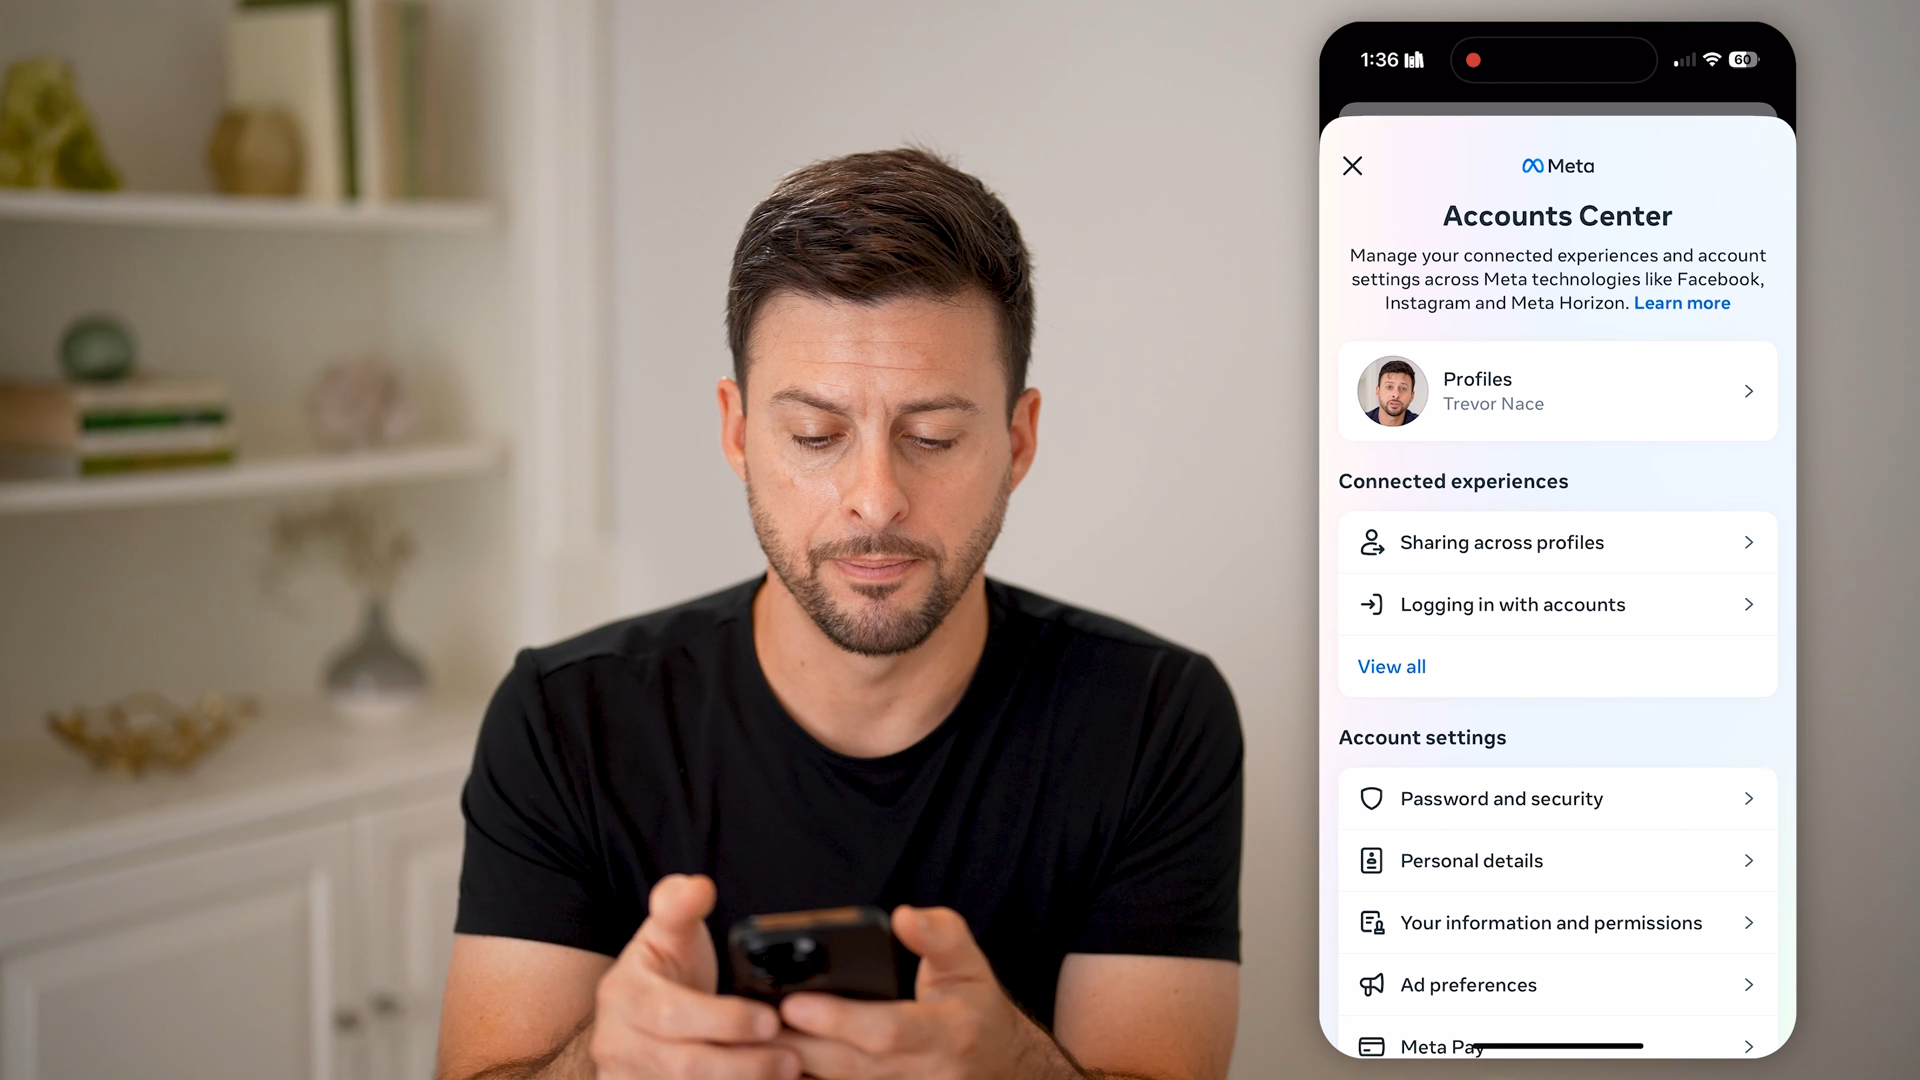 1:36
60
Meta
Accounts Center
Manage your connected experiences and account
settings across Meta technologies like Facebook,
Instagram and Meta Horizon. Learn more
Profiles
Trevor Nace
Connected experiences
Sharing across profiles
Logging in with accounts
View all
Account settings
Password and security
Personal details
Your information and permissions
Ad preferences
Meta Pay